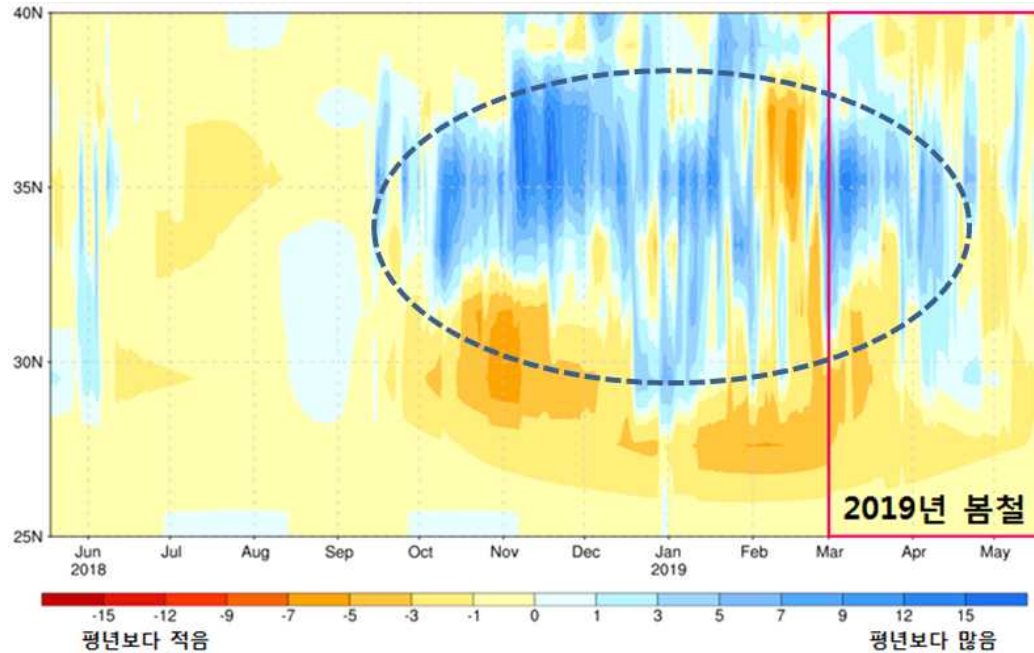 40N
35N
30N
25N
2019년 봄철
Jun Jul Aug Sep Oct Nov Dec Jan Feb Mar Apr May
2018 2019
-15 -12 -9 -7 -5 -3 -1 0 1 3 5 7 9 12 15
평년보다 적음 평년보다 많음